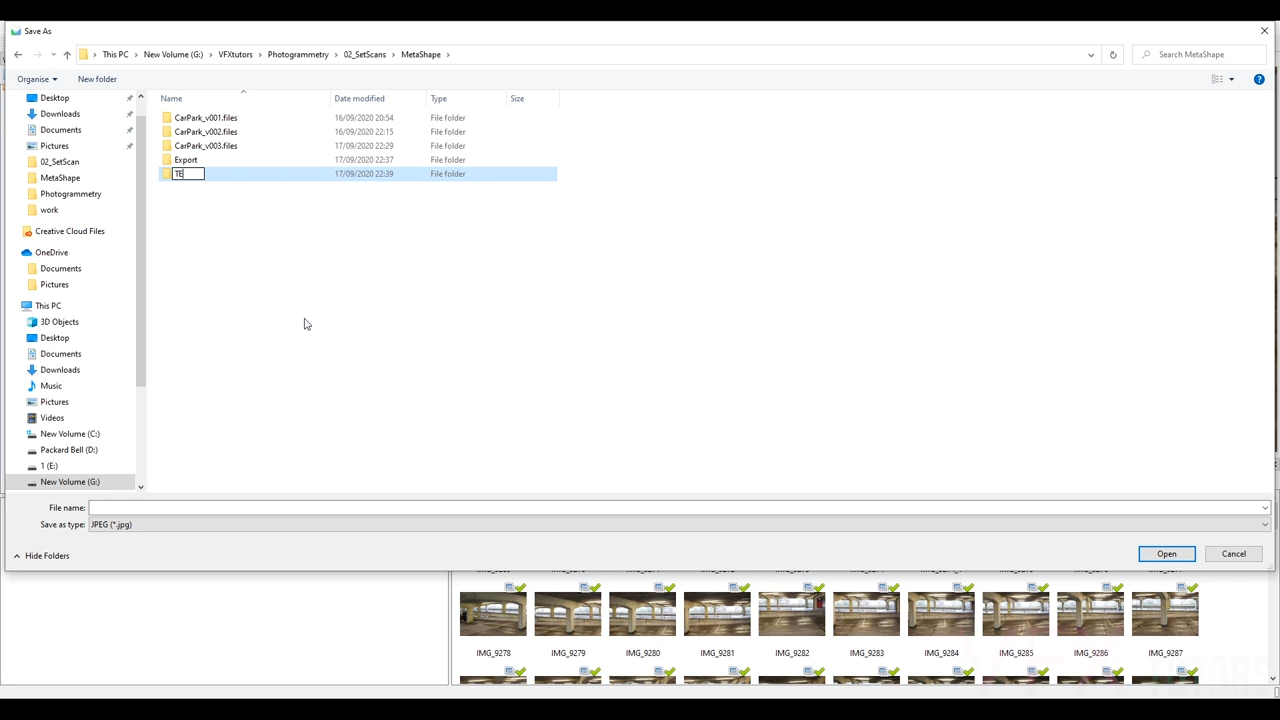 Save As
This PC > New Volume (G:) > VFXtutors > Photogrammetry > 02_SetScans > MetaShape >
Search MetaShape
Organise
New folder
Name
Date modified
Type
Size
Desktop
Downloads
Documents
Pictures
02_SetScan
MetaShape
Photogrammetry
work
Creative Cloud Files
OneDrive
Documents
Pictures
This PC
3D Objects
Desktop
Documents
Downloads
Music
Pictures
Videos
New Volume (C:)
Packard Bell (D:)
1 (E:)
New Volume (G:)
CarPark_v001.files 16/09/2020 20:54 File folder
CarPark_v002.files 16/09/2020 22:15 File folder
CarPark_v003.files 17/09/2020 22:29 File folder
Export 17/09/2020 22:37 File folder
TE 17/09/2020 22:39 File folder
File name:
Save as type: JPEG (*.jpg)
Hide Folders
Open
Cancel
IMG_9278 IMG_9279 IMG_9280 IMG_9281 IMG_9282 IMG_9283 IMG_9284 IMG_9285 IMG_9286 IMG_9287
TUTORS